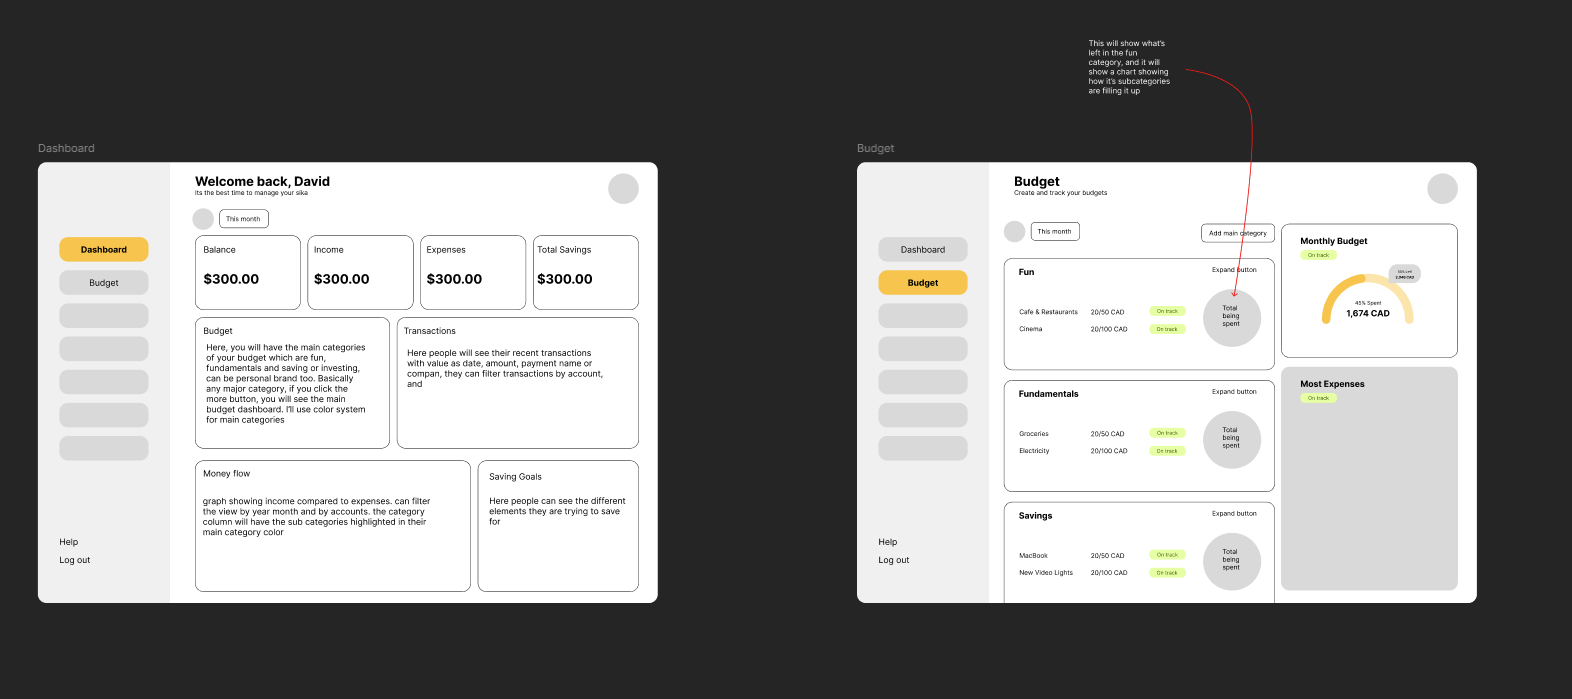 This will show what's
left in the fun
category, and it will
show a chart showing
how it's subcategories
are filling it up
Dashboard
Welcome back, David
Its the best time to manage your sika
This month
Dashboard
Budget
Balance
$300.00
Income
$300.00
Expenses
$300.00
Total Savings
$300.00
Budget
Here, you will have the main categories
of your budget which are fun,
fundamentals and saving or investing,
can be personal brand too. Basically
any major category, if you click the
more button, you will see the main
budget dashboard. I'll use color system
for main categories
Transactions
Here people will see their recent transactions
with value as date, amount, payment name or
compan, they can filter transactions by account,
and
Money flow
graph showing income compared to expenses. can filter
the view by year month and by accounts. the category
column will have the sub categories highlighted in their
main category color
Saving Goals
Here people can see the different
elements they are trying to save
for
Help
Log out
Budget
Budget
Create and track your budgets
This month
Add main category
Dashboard
Budget
Fun
Expand button
Cafe & Restaurants 20/50 CAD On track
Cinema 20/100 CAD On track
Total
being
spent
Fundamentals
Expand button
Groceries 20/50 CAD On track
Electricity 20/100 CAD On track
Total
being
spent
Savings
Expand button
MacBook 20/50 CAD On track
New Video Lights 20/100 CAD On track
Total
being
spent
Monthly Budget
On track
45% Spent
1,674 CAD
Most Expenses
On track
Help
Log out